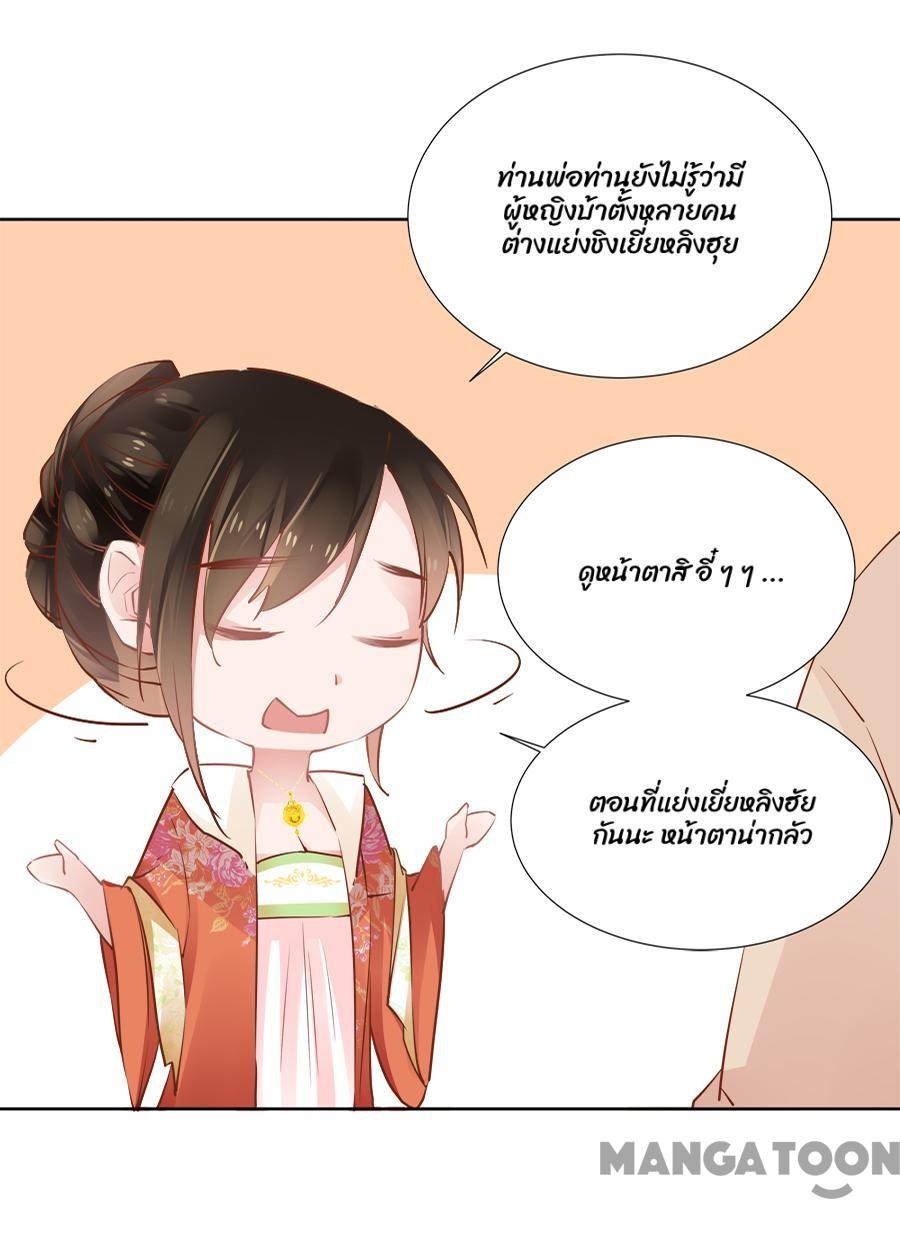 ท่านพ่อท่านยังไม่รู้ว่ามี
ผู้หญิงบ้าตั้งหลายคน
ต่างแย่งชิงเยี่ยหลิงฮุย
ดูหน้าตาสิ อี๋ ๆ ๆ ...
ตอนที่แย่งเยี่ยหลิงฮัย
กันนะ หน้าตาน่ากลัว
MANGATOON